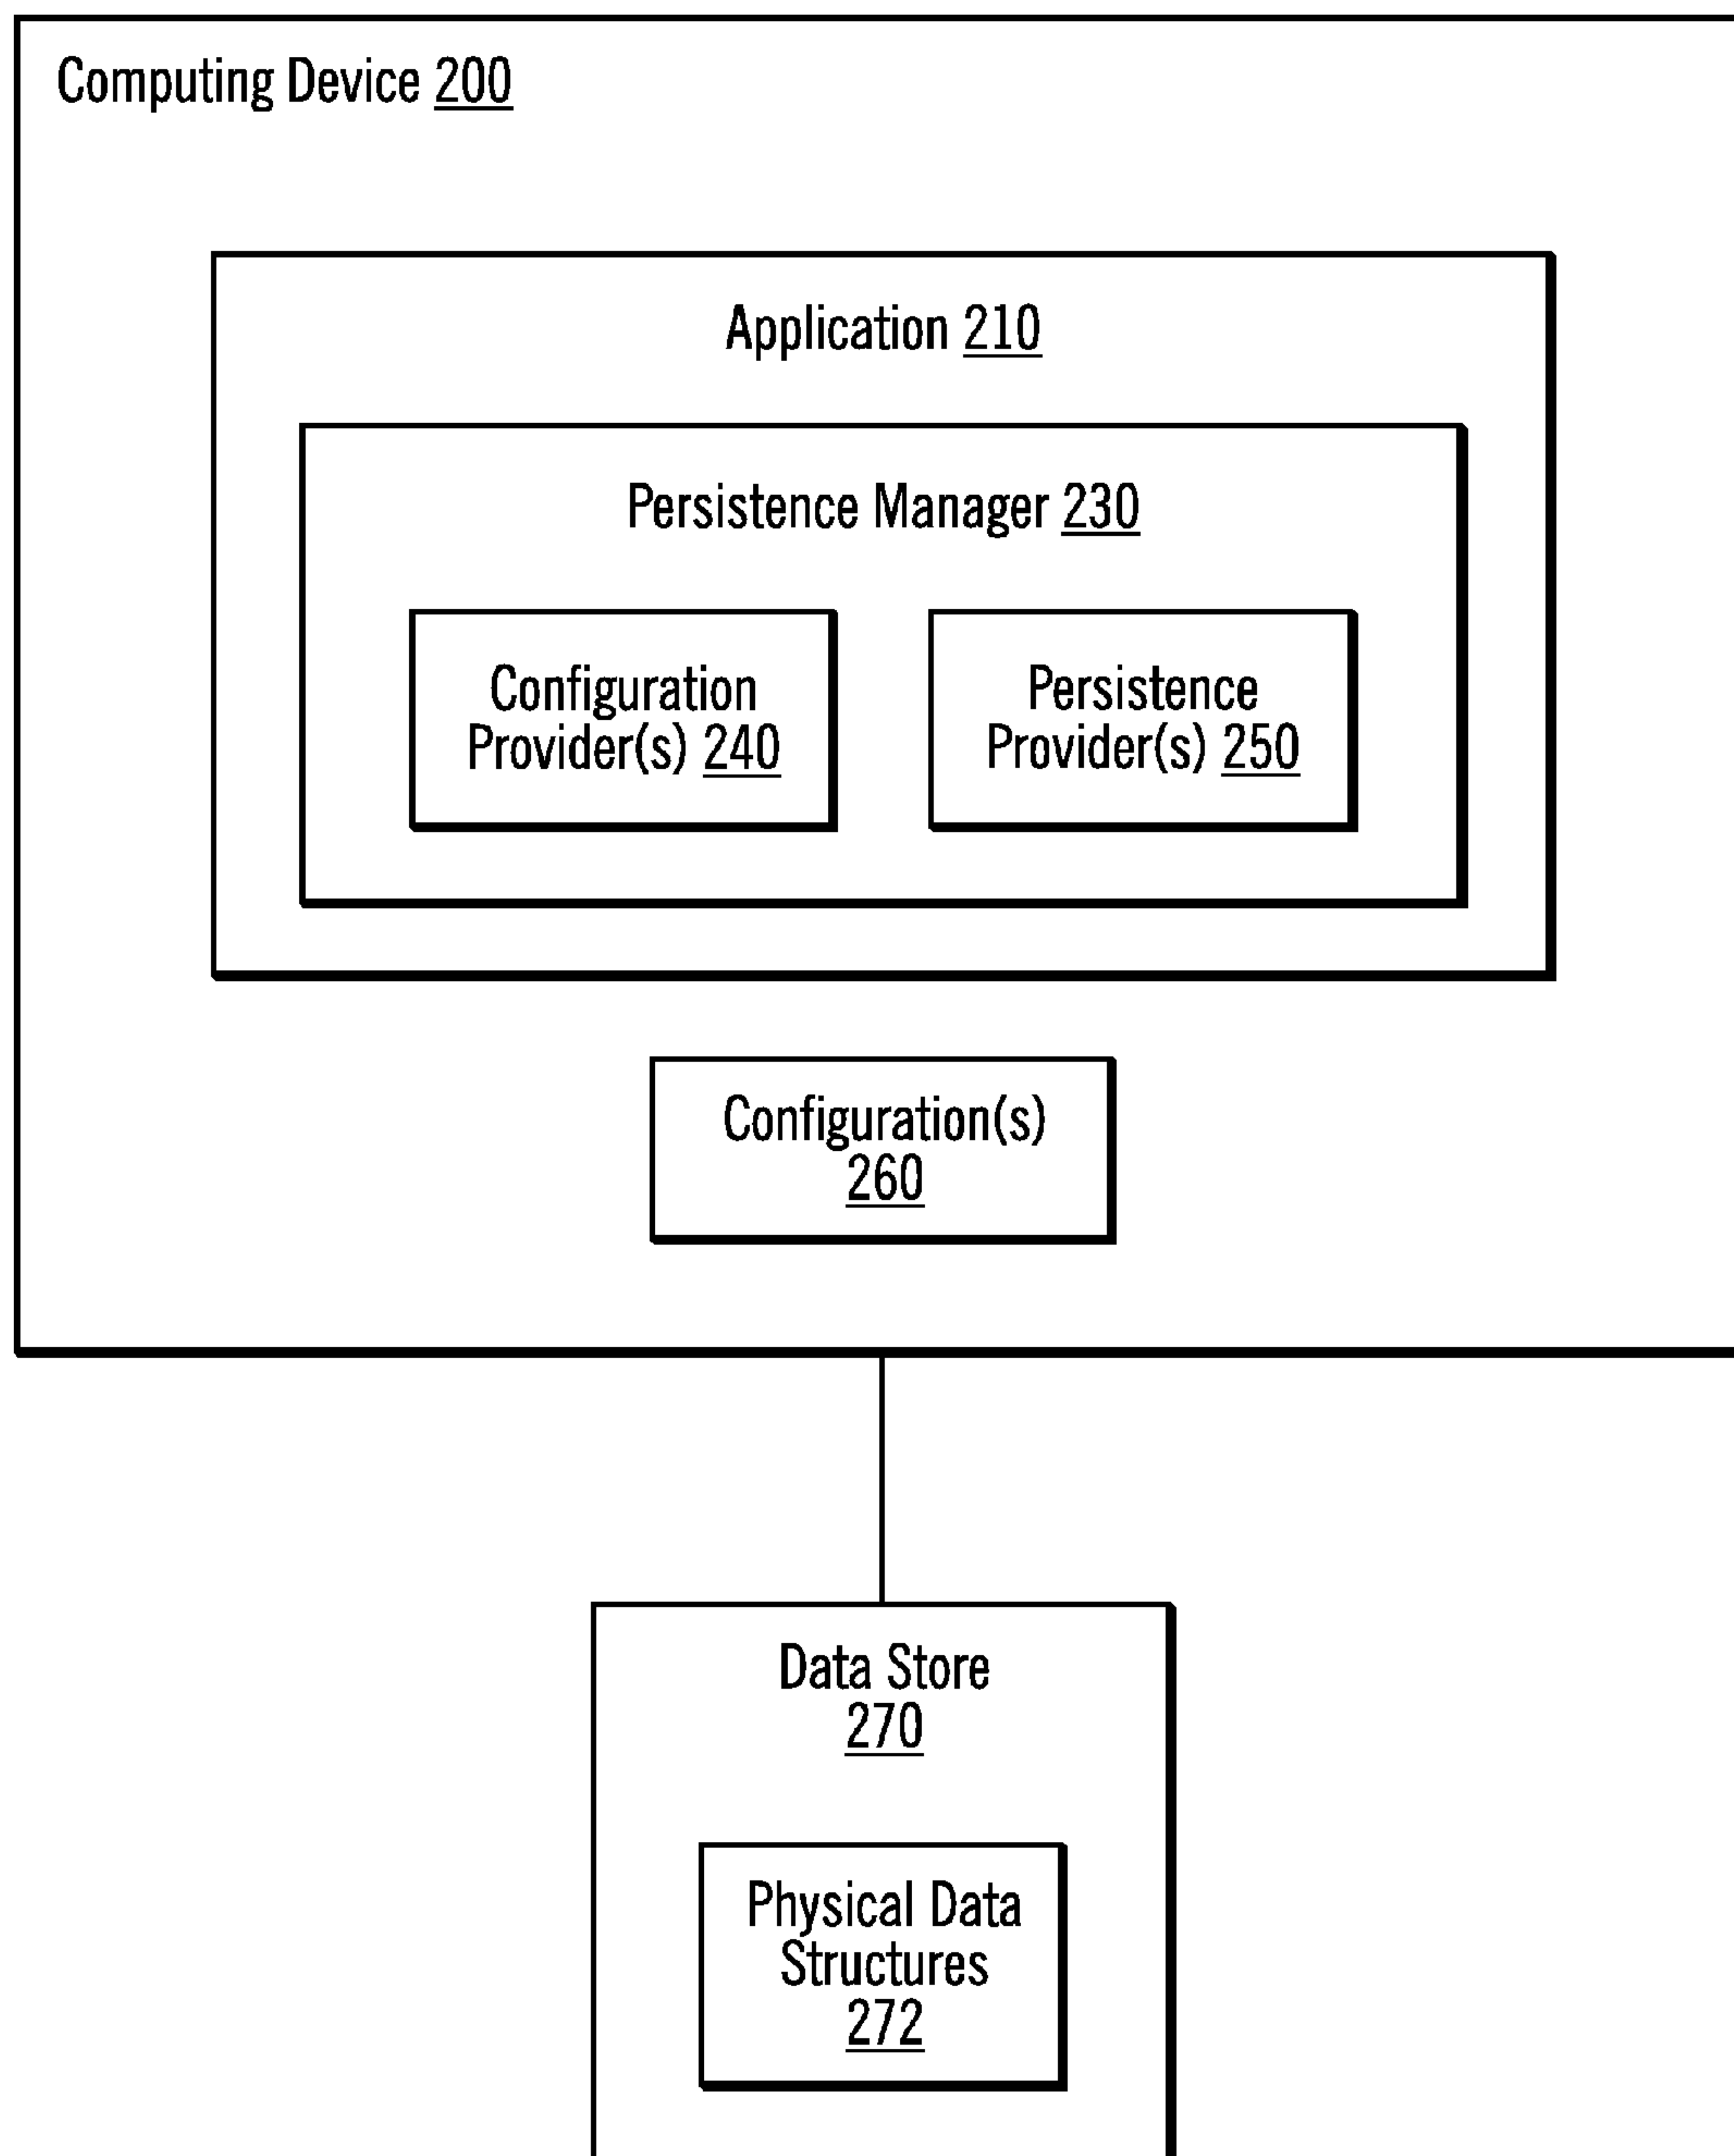 Computing Device 200
Application 210
Persistence Manager 230
Configuration
Provider(s) 240
Persistence
Provider(s) 250
Configuration(s)
260
Data Store
270
Physical Data
Structures
272